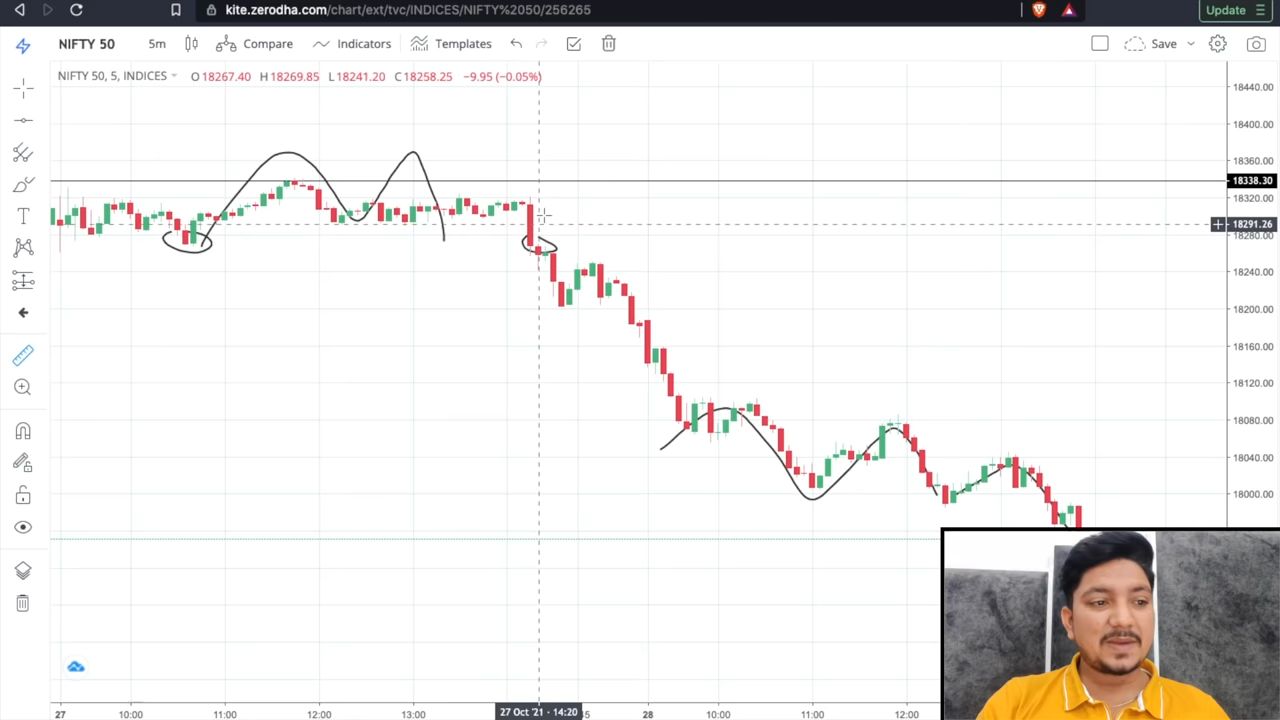 kite.zerodha.com/chart/ext/tvc/INDICES/NIFTY%2050/256265
Update
NIFTY 50 5m Compare Indicators Templates Save
NIFTY 50, 5, INDICES O18267.40 H18269.85 L18241.20 C18258.25 −9.95 (−0.05%)
18440.00
18400.00
18360.00
18338.30
18320.00
18291.26
18280.00
18240.00
18200.00
18160.00
18120.00
18080.00
18040.00
18000.00
27 10:00 11:00 12:00 13:00 27 Oct '21 · 14:20 28 10:00 11:00 12:00